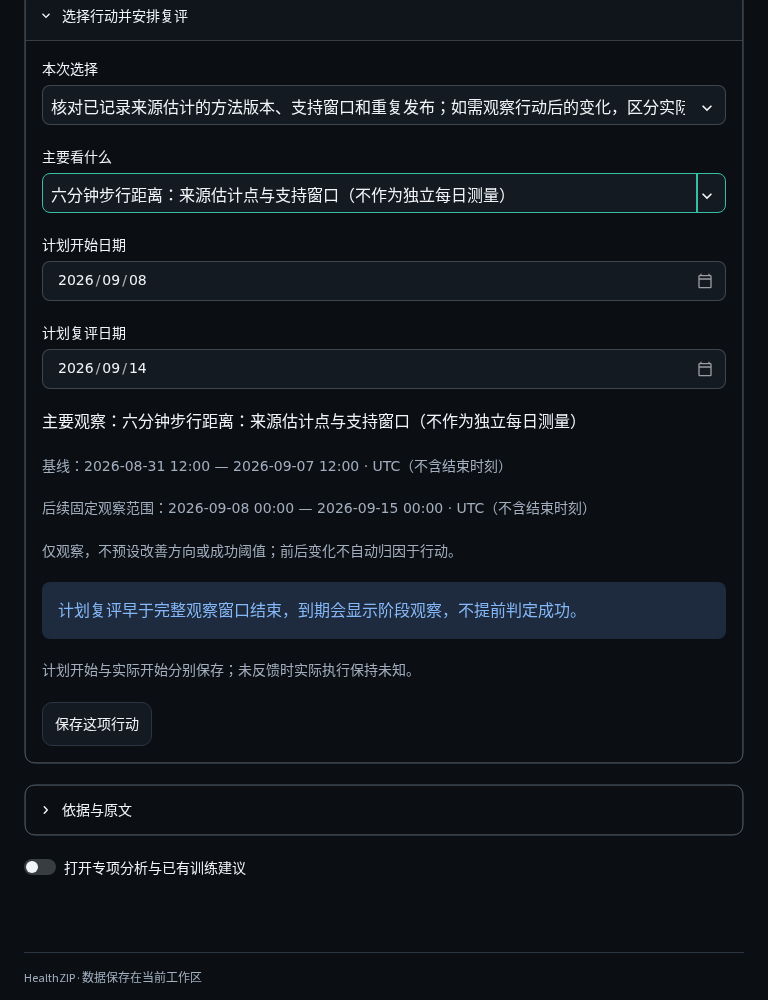 选择行动并安排复评
本次选择
核对已记录来源估计的方法版本、支持窗口和重复发布；如需观察行动后的变化，区分实
主要看什么
六分钟步行距离：来源估计点与支持窗口（不作为独立每日测量）
计划开始日期
2026/09/08
计划复评日期
2026/09/14
主要观察：六分钟步行距离：来源估计点与支持窗口（不作为独立每日测量）
基线：2026-08-31 12:00 — 2026-09-07 12:00 · UTC（不含结束时刻）
后续固定观察范围：2026-09-08 00:00 — 2026-09-15 00:00 · UTC（不含结束时刻）
仅观察，不预设改善方向或成功阈值；前后变化不自动归因于行动。
计划复评早于完整观察窗口结束，到期会显示阶段观察，不提前判定成功。
计划开始与实际开始分别保存；未反馈时实际执行保持未知。
保存这项行动
依据与原文
打开专项分析与已有训练建议
HealthZIP · 数据保存在当前工作区